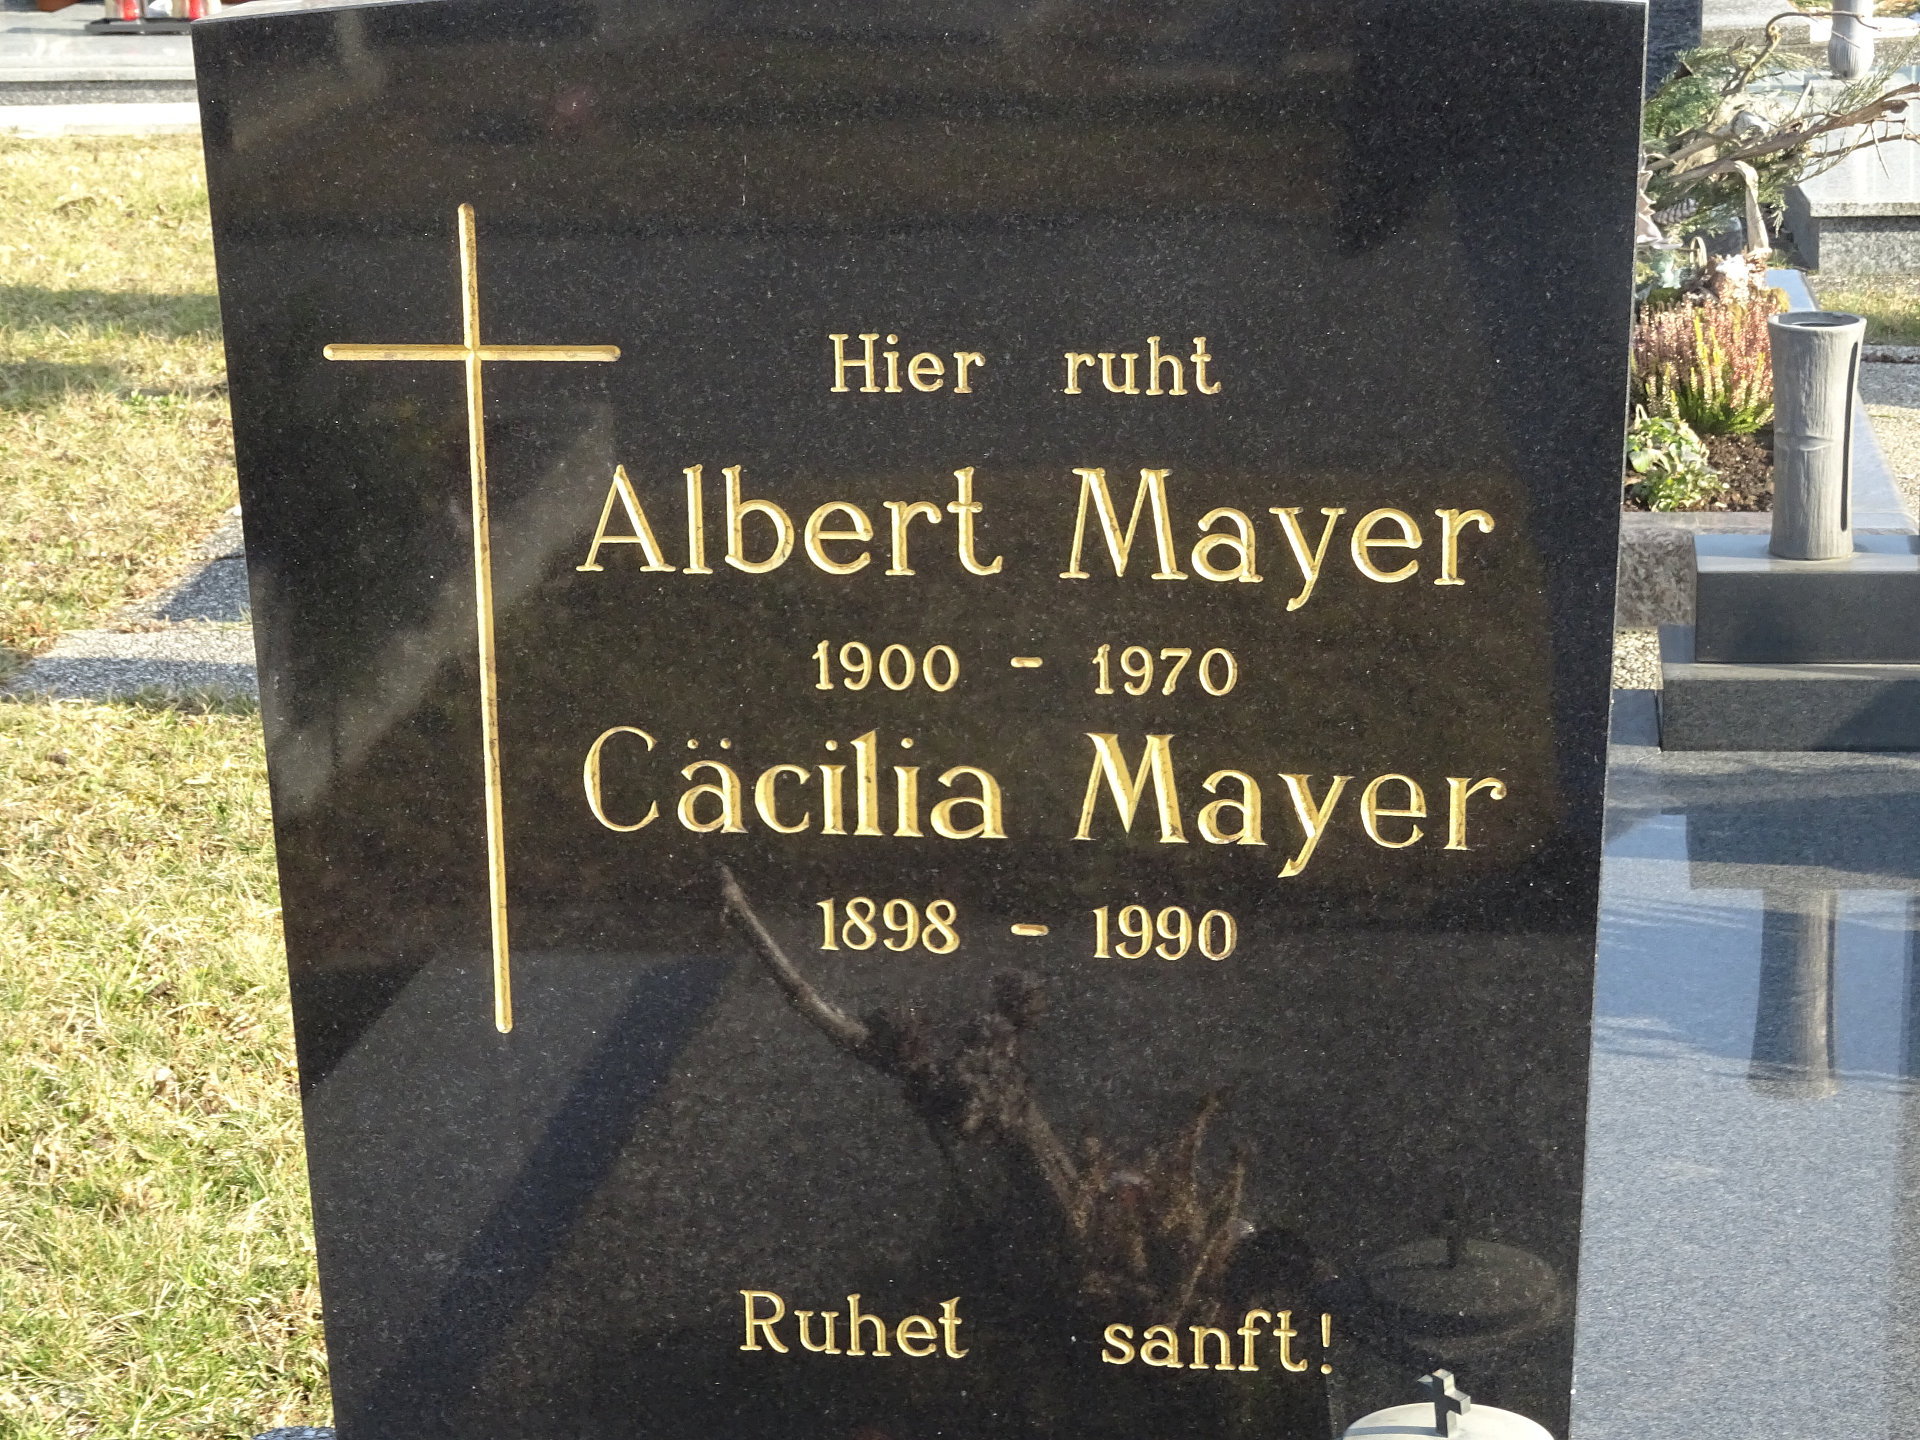 Hier ruht
Albert Mayer
1900 - 1970
Cäcilia Mayer
1898 - 1990
Ruhet sanft!